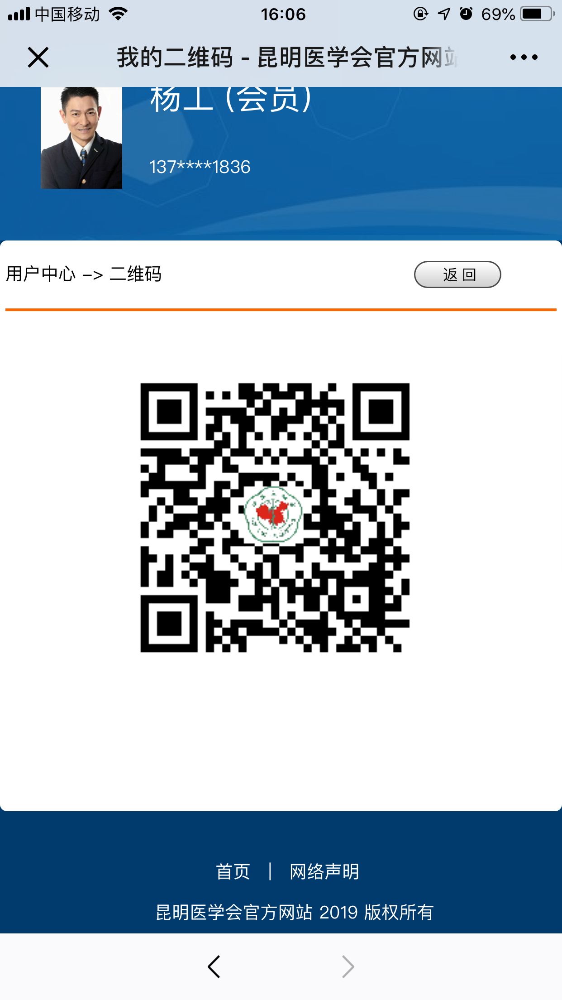 中国移动
16:06
69%
我的二维码 - 昆明医学会官方网站
杨工 (会员)
137****1836
用户中心 -> 二维码
返 回
首页 | 网络声明
昆明医学会官方网站 2019 版权所有